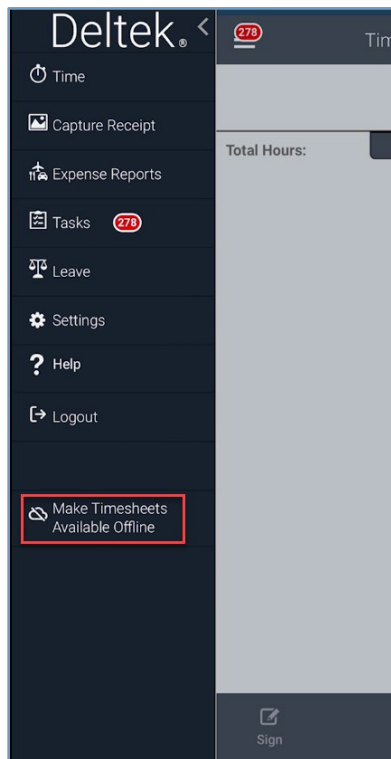 Deltek®
Time
Capture Receipt
Expense Reports
Tasks 278
Leave
Settings
Help
Logout
Make Timesheets
Available Offline
278
Total Hours:
Sign